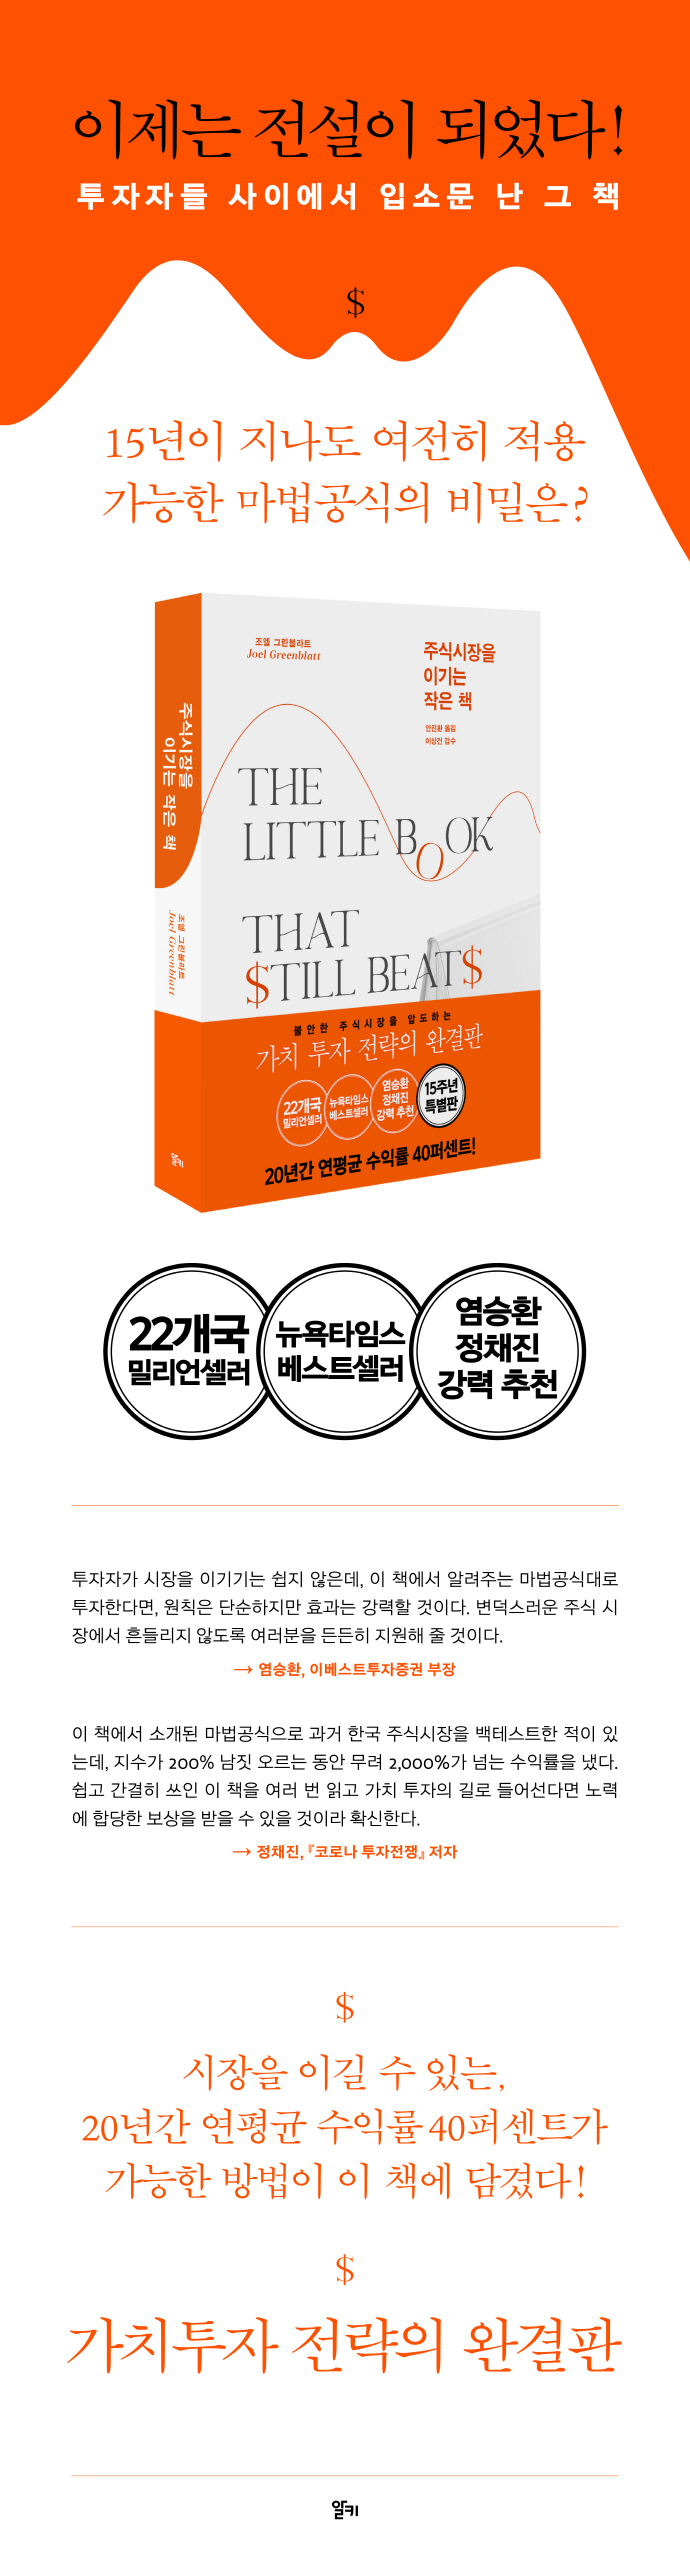 이제는 전설이 되었다!
투자자들 사이에서 입소문 난 그 책
$
15년이 지나도 여전히 적용
가능한 마법공식의 비밀은?
주식시장을
이기는 작은 책
조엘 그린블라트
Joel Greenblatt
알키
조엘 그린블라트
Joel Greenblatt
주식시장을
이기는
작은 책
안진환 옮김
이상건 감수
THE
LITTLE BOOK
THAT
$TILL BEAT$
불안한 주식시장을 압도하는
가치 투자 전략의 완결판
22개국
밀리언셀러
뉴욕타임스
베스트셀러
염승환
정채진
강력 추천
15주년
특별판
20년간 연평균 수익률 40퍼센트!
22개국
밀리언셀러
뉴욕타임스
베스트셀러
염승환
정채진
강력 추천
투자자가 시장을 이기기는 쉽지 않은데, 이 책에서 알려주는 마법공식대로
투자한다면, 원칙은 단순하지만 효과는 강력할 것이다. 변덕스러운 주식 시
장에서 흔들리지 않도록 여러분을 든든히 지원해 줄 것이다.
→ 염승환, 이베스트투자증권 부장
이 책에서 소개된 마법공식으로 과거 한국 주식시장을 백테스트한 적이 있
는데, 지수가 200% 남짓 오르는 동안 무려 2,000%가 넘는 수익률을 냈다.
쉽고 간결히 쓰인 이 책을 여러 번 읽고 가치 투자의 길로 들어선다면 노력
에 합당한 보상을 받을 수 있을 것이라 확신한다.
→ 정채진, 『코로나 투자전쟁』 저자
$
시장을 이길 수 있는,
20년간 연평균 수익률 40퍼센트가
가능한 방법이 이 책에 담겼다!
$
가치투자 전략의 완결판
알키